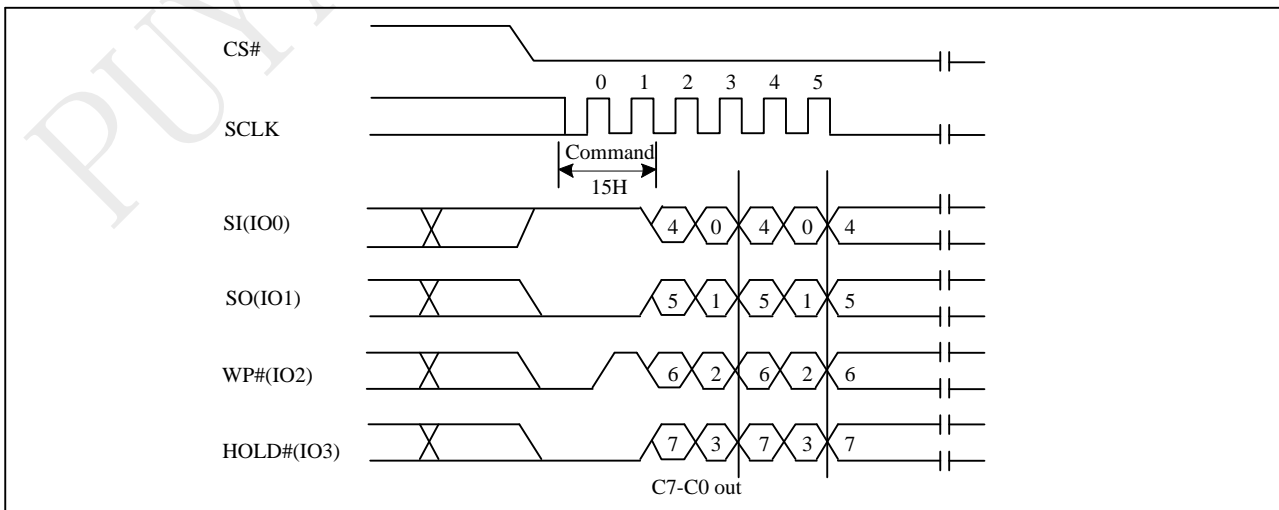 PUYA
CS#
0 1 2 3 4 5
SCLK
Command
15H
SI(IO0) 4 0 4 0 4
SO(IO1) 5 1 5 1 5
WP#(IO2) 6 2 6 2 6
HOLD#(IO3) 7 3 7 3 7
C7-C0 out